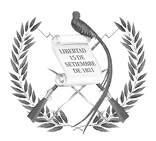 LIBERTAD
15 DE
SETIEMBRE
DE 1821